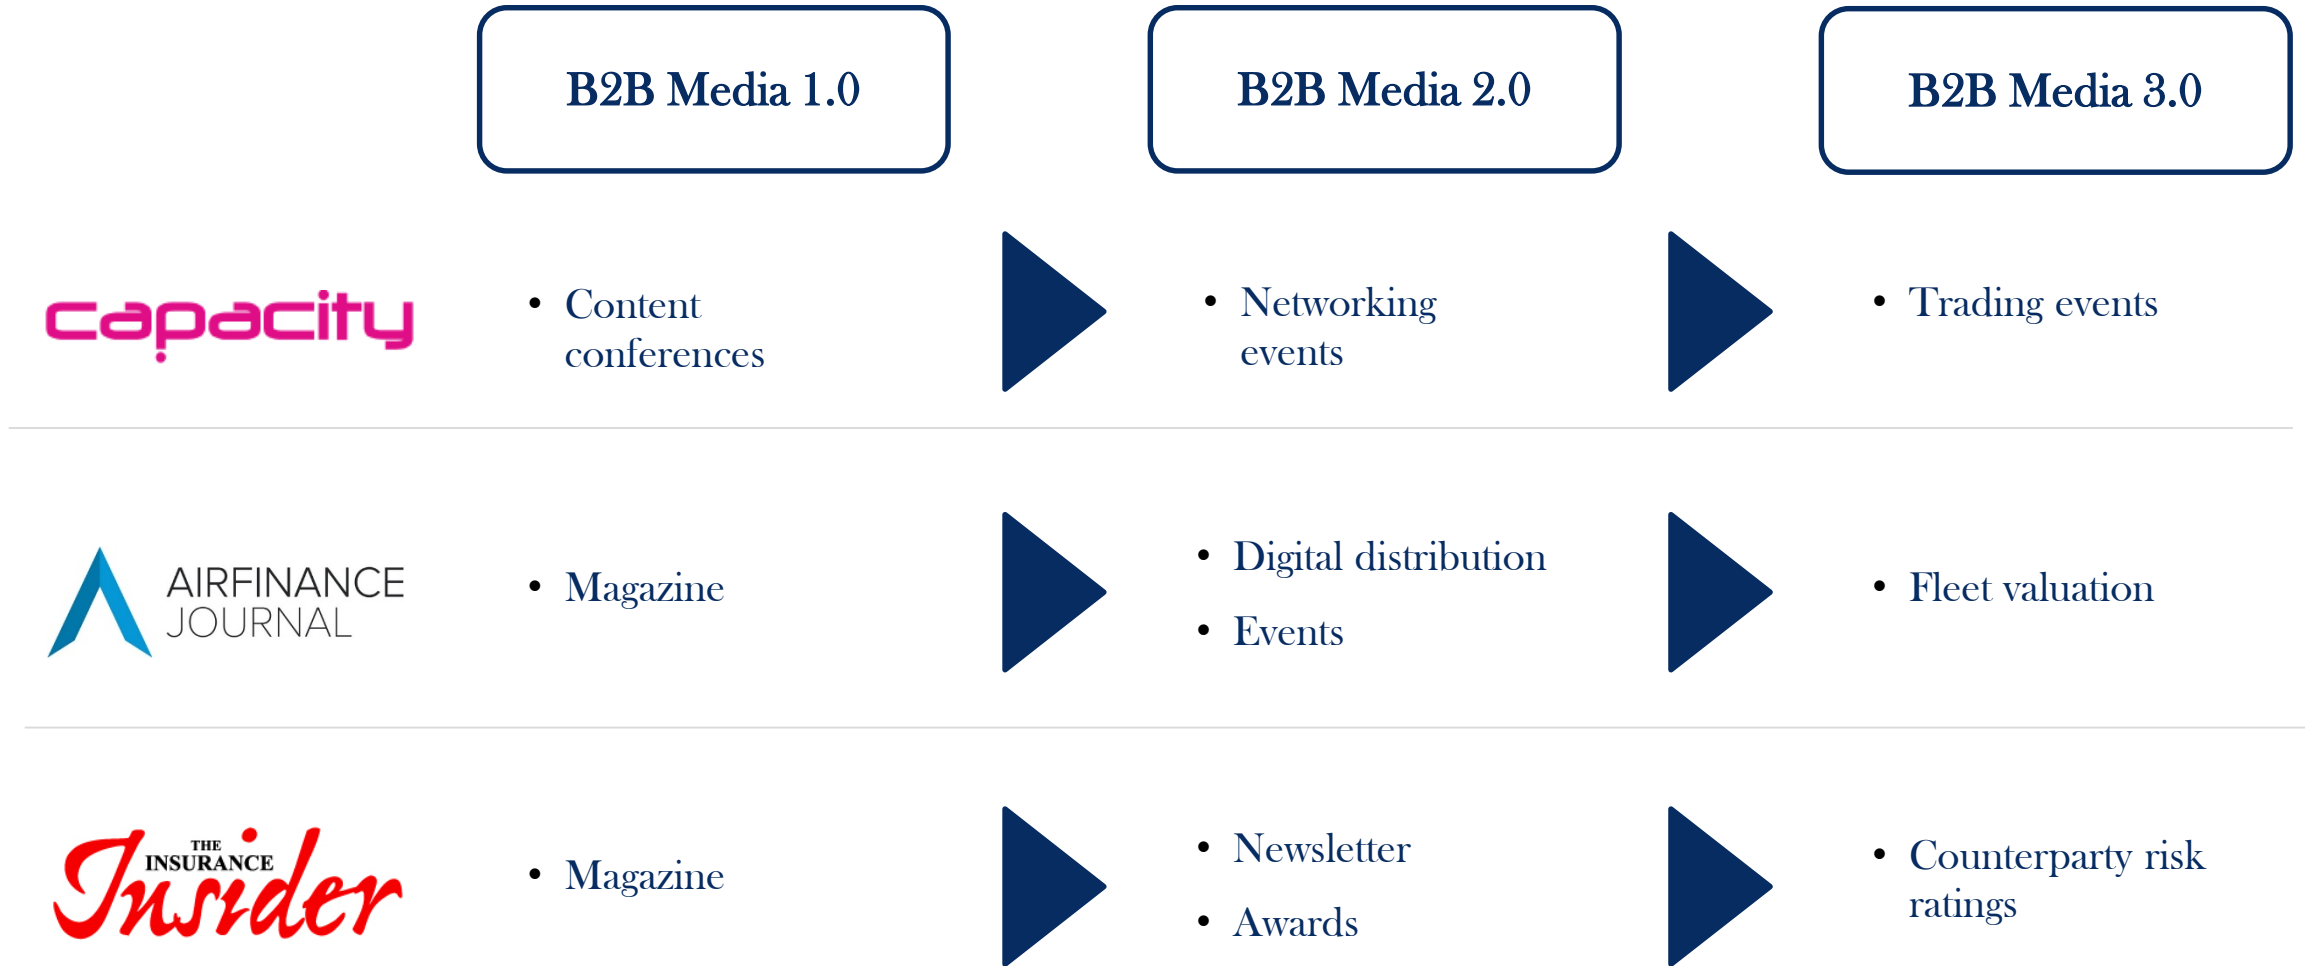 B2B Media 1.0
B2B Media 2.0
B2B Media 3.0
capacity
• Content
conferences
• Networking
events
• Trading events
AIRFINANCE
JOURNAL
• Magazine
• Digital distribution
• Events
• Fleet valuation
THE
INSURANCE
Insider
• Magazine
• Newsletter
• Awards
• Counterparty risk
ratings